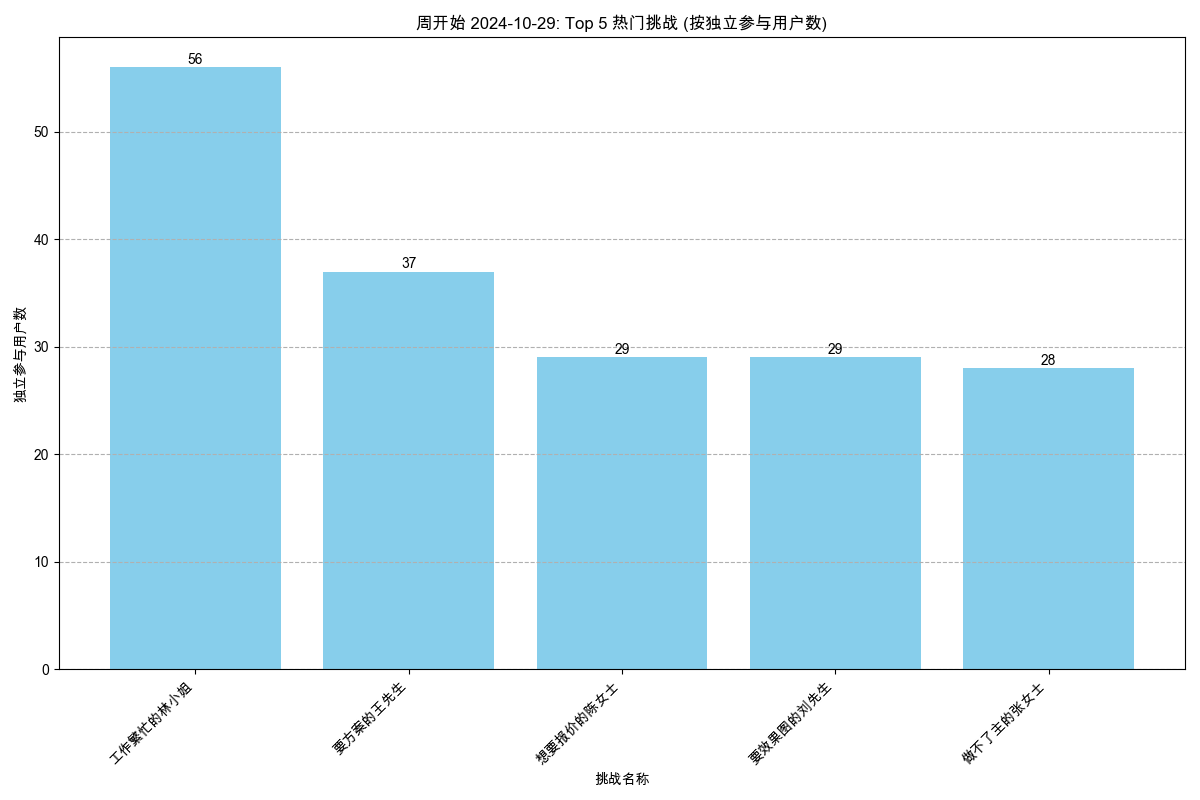 周开始 2024-10-29: Top 5 热门挑战 (按独立参与用户数)
56
37
29
29
28
50
40
30
20
10
0
独立参与用户数
工作繁忙的林小姐
要方案的王先生
想要报价的陈女士
要效果图的刘先生
做不了主的张女士
挑战名称